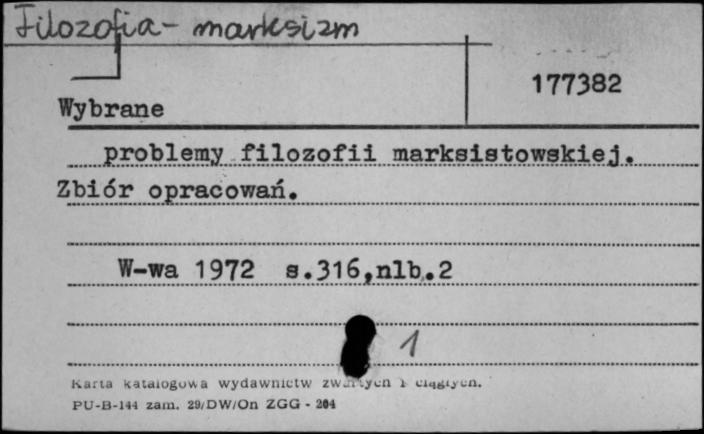 Filozofia - marksizm
177382
Wybrane
problemy filozofii marksistowskiej.
Zbiór opracowań.
W-wa 1972 s.316,nlb.2
1
Karta katalogowa wydawnictw zwartych i ciągłych.
PU-B-144 zam. 29/DW/On ZGG - 204